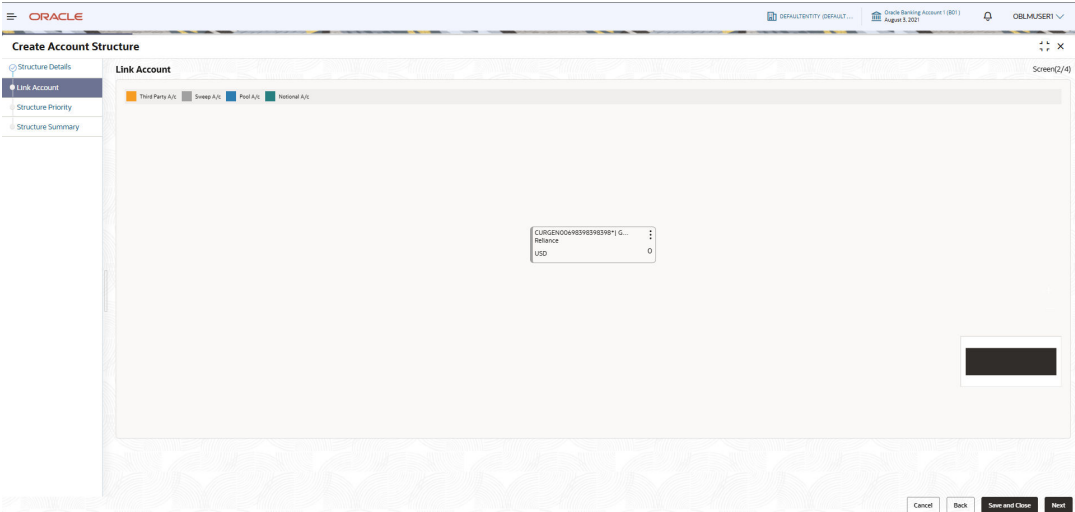 ORACLE
DEFAULTENTITY (DEFAULT....
Oracle Banking Account 1 (B01)
August 3, 2021
OBLMUSER1
Create Account Structure
Structure Details
Link Account
Structure Priority
Structure Summary
Link Account
Screen(2/4)
Third Party A/c
Sweep A/c
Pool A/c
Notional A/c
CURGEN00698398398398*| G...
Reliance
USD
0
Cancel
Back
Save and Close
Next